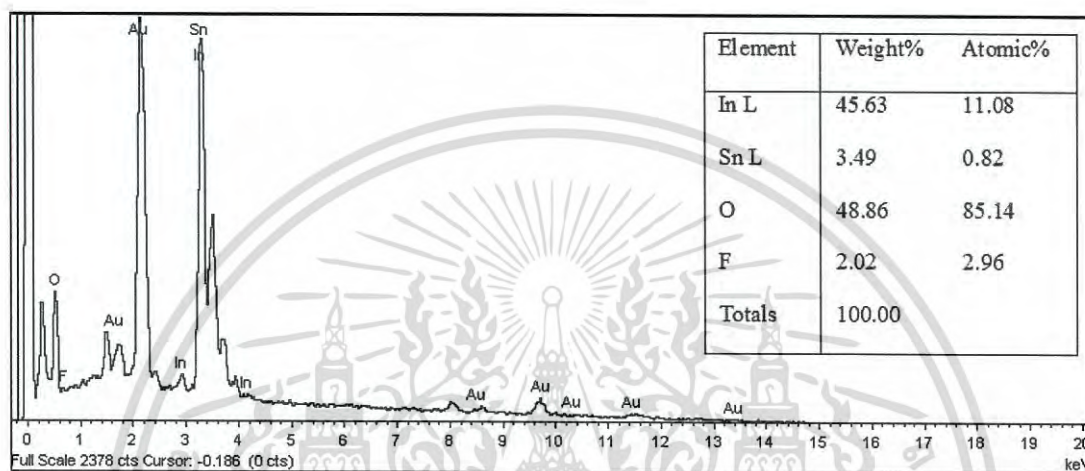 Au
Sn
In
Element Weight% Atomic%
In L 45.63 11.08
Sn L 3.49 0.82
O 48.86 85.14
F 2.02 2.96
Totals 100.00
O
Au
F
In
In
Au
Au
Au
Au
Au
0 1 2 3 4 5 6 7 8 9 10 11 12 13 14 15 16 17 18 19 20
Full Scale 2378 cts Cursor: -0.186 (0 cts) keV